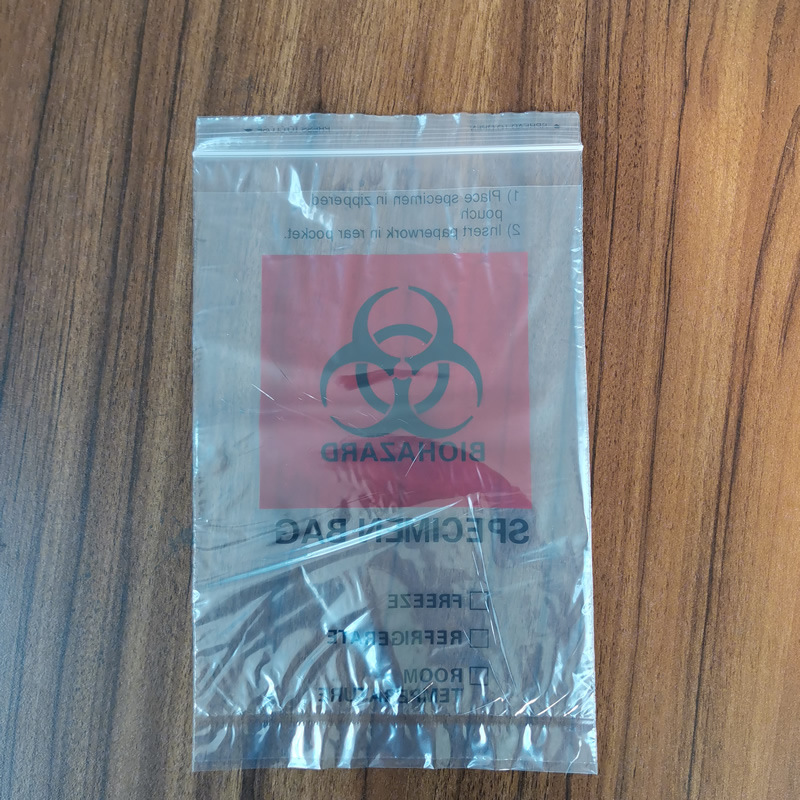 1) Place specimen in zippered
pouch
2) Insert paperwork in rear pocket.
BIOHAZARD
SPECIMEN BAG
FREEZE
REFRIGERATE
ROOM
TEMPERATURE